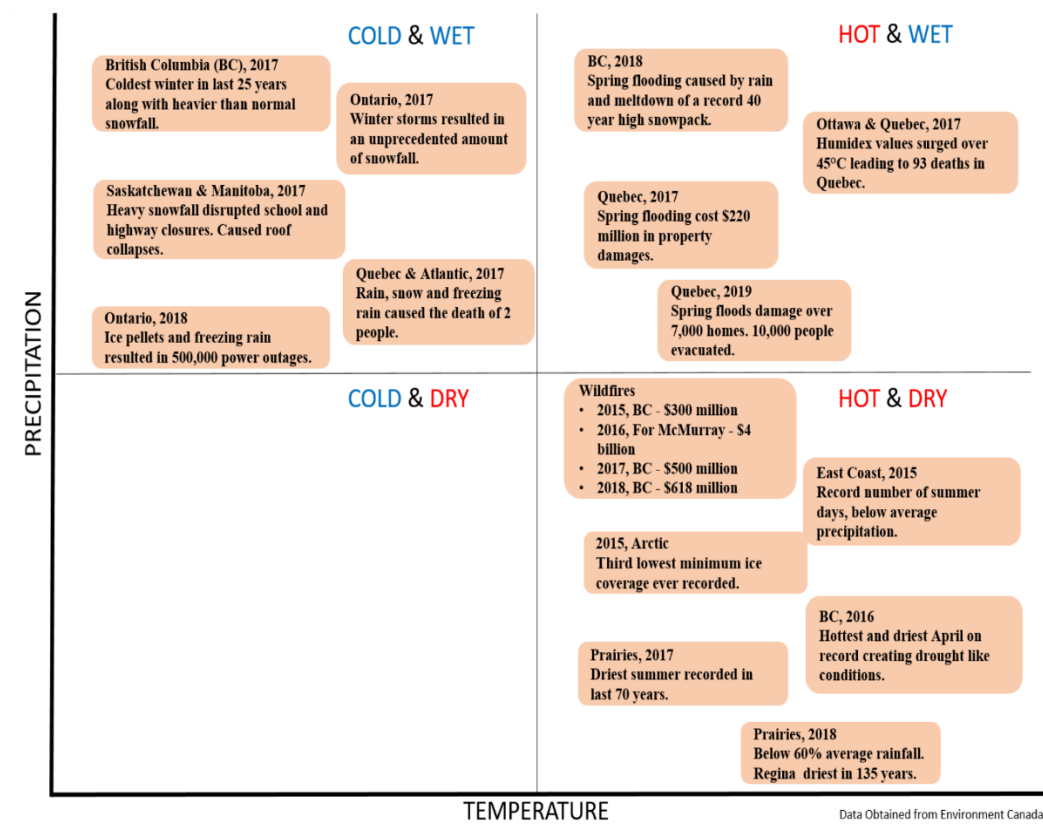 COLD & WET
British Columbia (BC), 2017
Coldest winter in last 25 years
along with heavier than normal
snowfall.
Ontario, 2017
Winter storms resulted in
an unprecedented amount
of snowfall.
Saskatchewan & Manitoba, 2017
Heavy snowfall disrupted school and
highway closures. Caused roof
collapses.
Quebec & Atlantic, 2017
Rain, snow and freezing
rain caused the death of 2
people.
Ontario, 2018
Ice pellets and freezing rain
resulted in 500,000 power outages.
HOT & WET
BC, 2018
Spring flooding caused by rain
and meltdown of a record 40
year high snowpack.
Ottawa & Quebec, 2017
Humidex values surged over
45°C leading to 93 deaths in
Quebec.
Quebec, 2017
Spring flooding cost $220
million in property
damages.
Quebec, 2019
Spring floods damage over
7,000 homes. 10,000 people
evacuated.
PRECIPITATION
COLD & DRY
HOT & DRY
Wildfires
• 2015, BC - $300 million
• 2016, For McMurray - $4
billion
• 2017, BC - $500 million
• 2018, BC - $618 million
East Coast, 2015
Record number of summer
days, below average
precipitation.
2015, Arctic
Third lowest minimum ice
coverage ever recorded.
BC, 2016
Hottest and driest April on
record creating drought like
conditions.
Prairies, 2017
Driest summer recorded in
last 70 years.
Prairies, 2018
Below 60% average rainfall.
Regina driest in 135 years.
TEMPERATURE
Data Obtained from Environment Canada